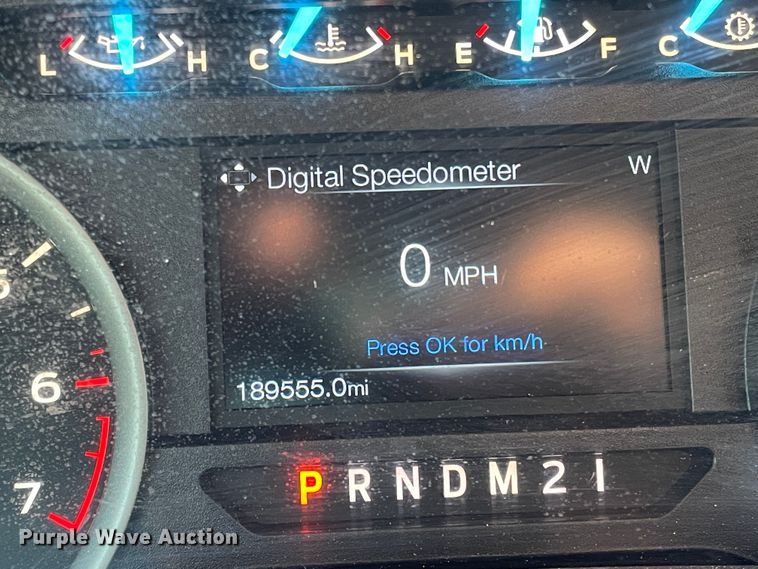 L H C H E F C
Digital Speedometer W
0 MPH
Press OK for km/h
189555.0mi
5
6
7
P R N D M 2 1
Purple Wave Auction